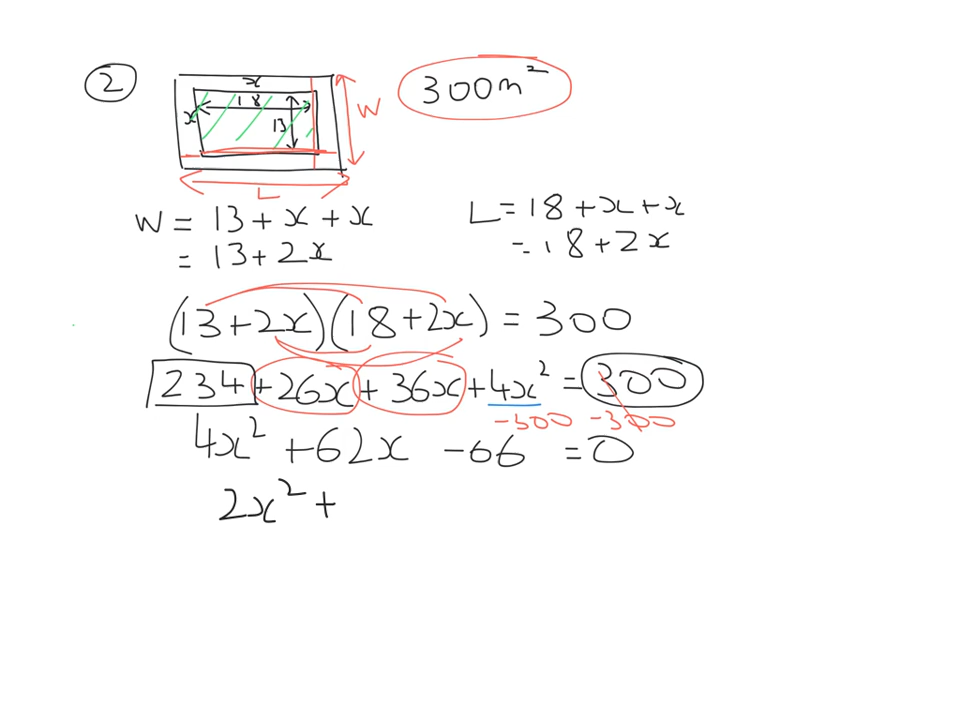 2
x
18
x
13
W
L
300m²
W = 13 + x + x
= 13 + 2x
L = 18 + x + x
= 18 + 2x
(13 + 2x)(18 + 2x) = 300
234 + 26x + 36x + 4x² = 300
-300 -300
4x² + 62x - 66 = 0
2x² +